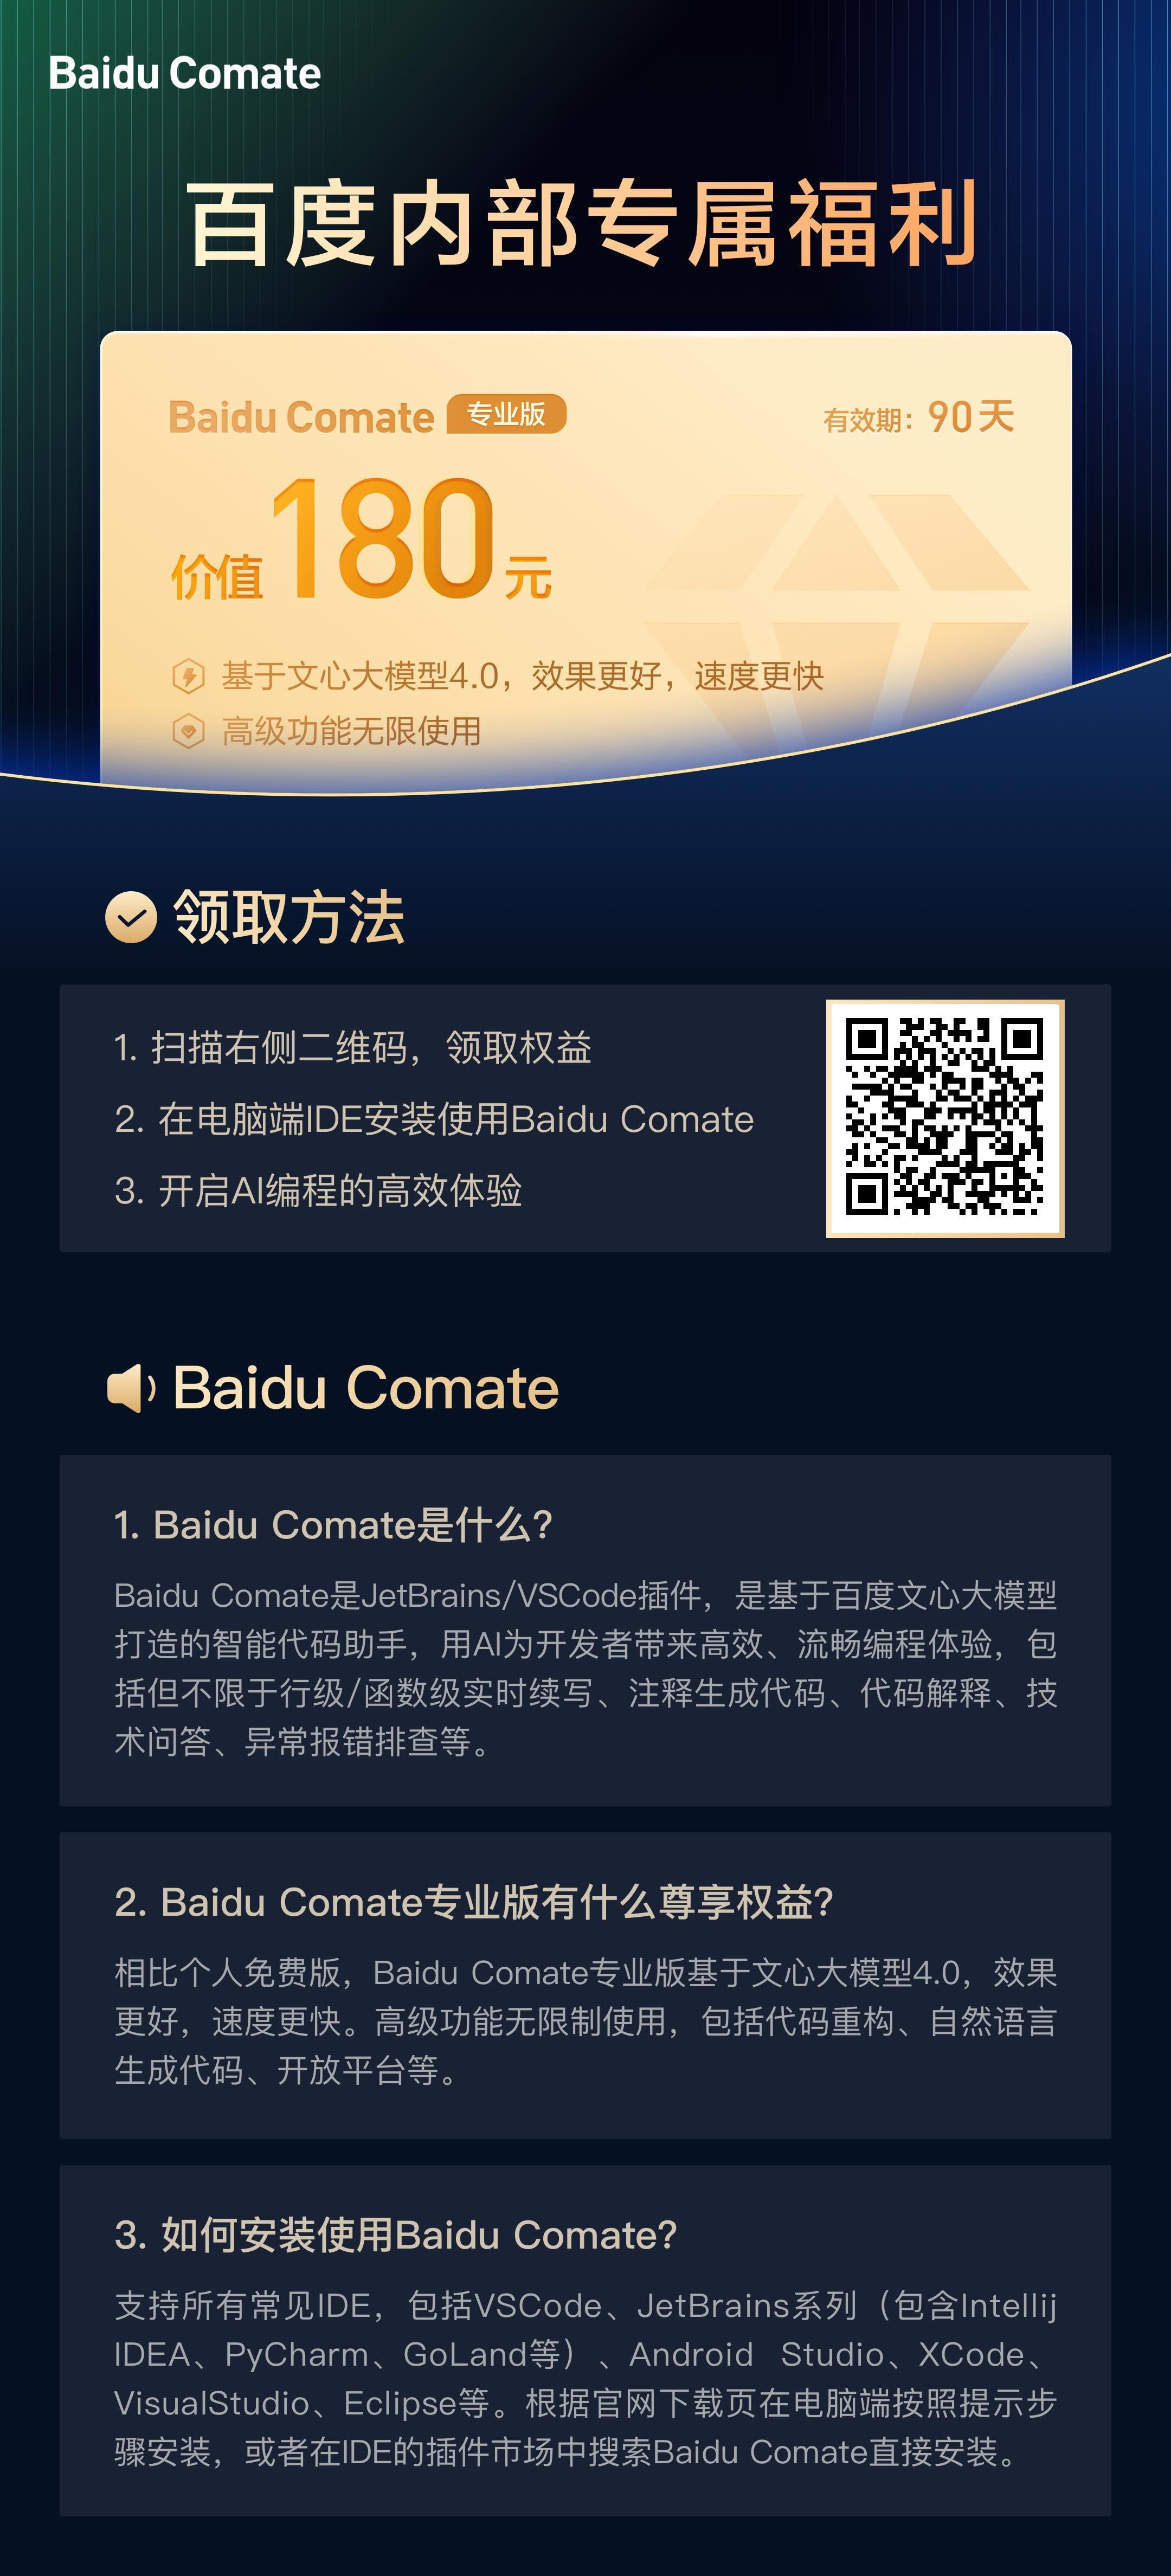 Baidu Comate
百度内部专属福利
Baidu Comate 专业版
有效期：90天
价值180元
基于文心大模型4.0，效果更好，速度更快
高级功能无限使用
领取方法
1. 扫描右侧二维码，领取权益
2. 在电脑端IDE安装使用Baidu Comate
3. 开启AI编程的高效体验
Baidu Comate
1. Baidu Comate是什么?
Baidu Comate是JetBrains/VSCode插件，是基于百度文心大模型
打造的智能代码助手，用AI为开发者带来高效、流畅编程体验，包
括但不限于行级/函数级实时续写、注释生成代码、代码解释、技
术问答、异常报错排查等。
2. Baidu Comate专业版有什么尊享权益?
相比个人免费版，Baidu Comate专业版基于文心大模型4.0，效果
更好，速度更快。高级功能无限制使用，包括代码重构、自然语言
生成代码、开放平台等。
3. 如何安装使用Baidu Comate?
支持所有常见IDE，包括VSCode、JetBrains系列（包含Intellij
IDEA、PyCharm、GoLand等）、Android Studio、XCode、
VisualStudio、Eclipse等。根据官网下载页在电脑端按照提示步
骤安装，或者在IDE的插件市场中搜索Baidu Comate直接安装。